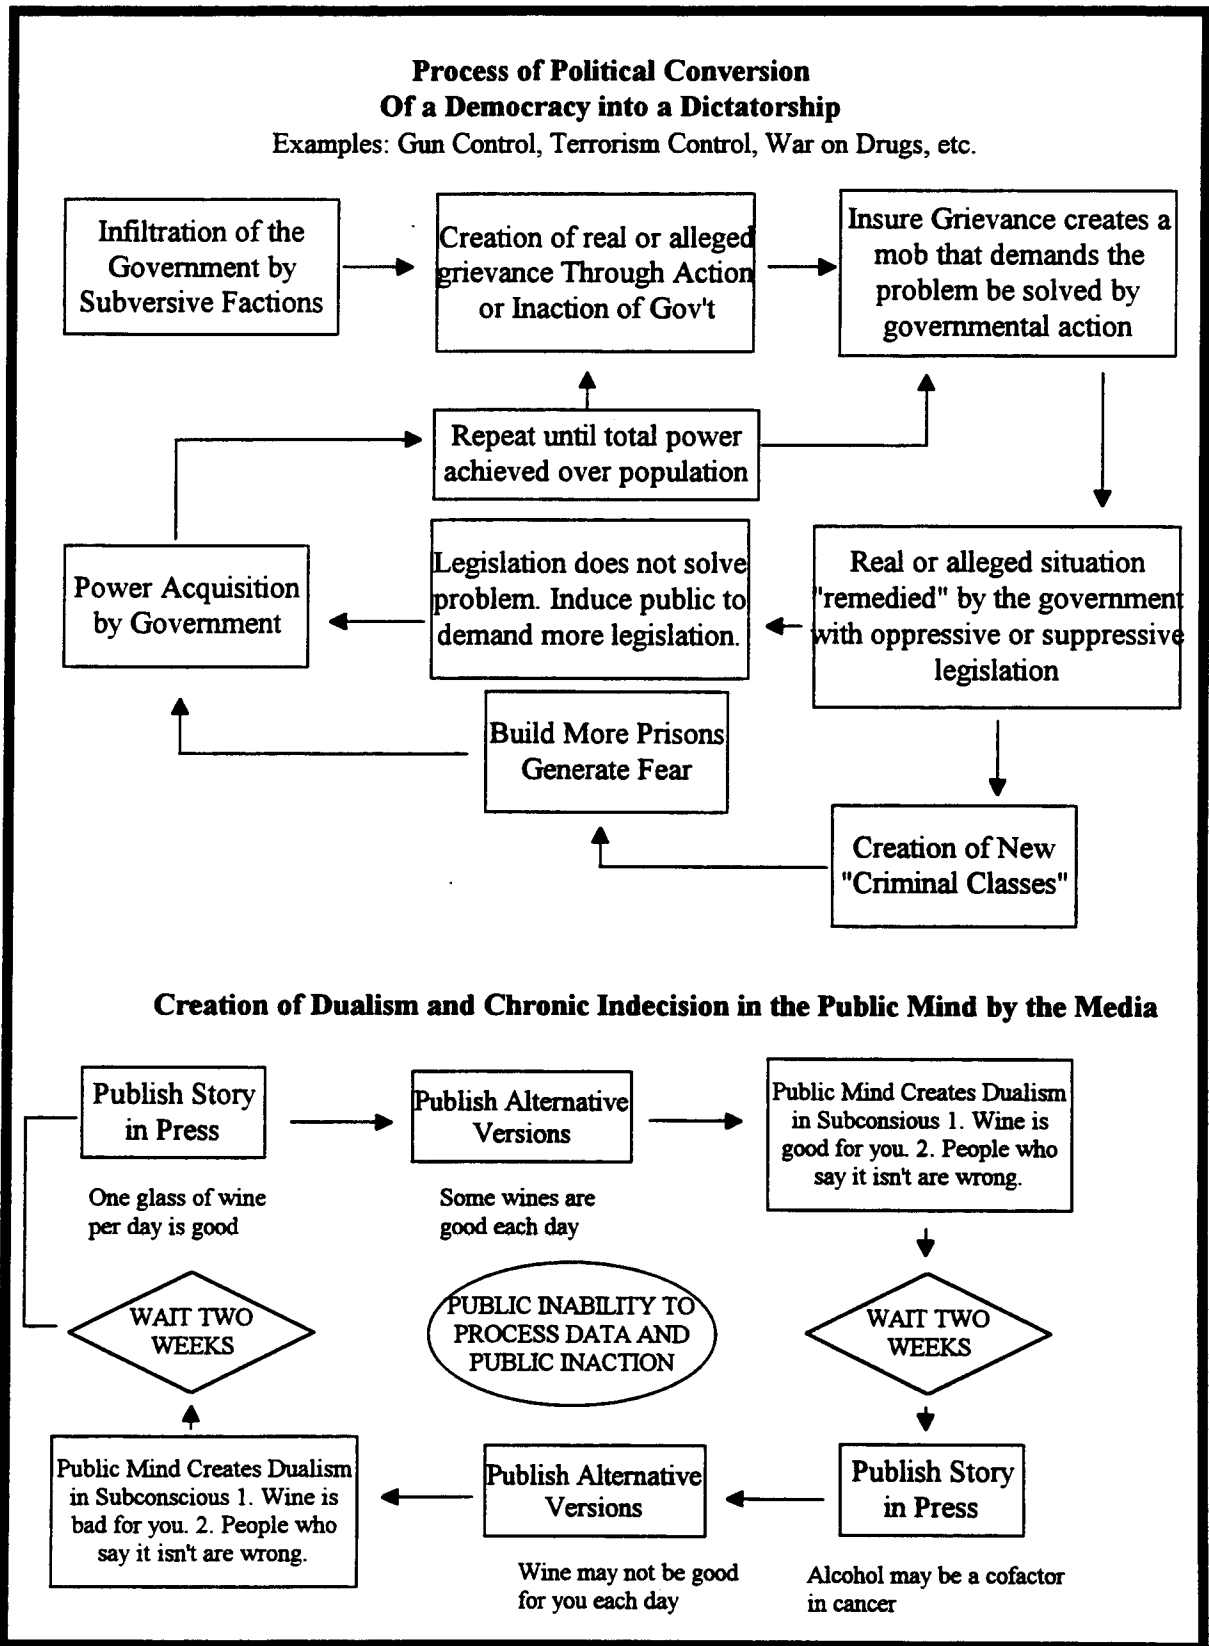 Process of Political Conversion
Of a Democracy into a Dictatorship
Examples: Gun Control, Terrorism Control, War on Drugs, etc.
Infiltration of the
Government by
Subversive Factions
Creation of real or alleged
grievance Through Action
or Inaction of Gov't
Insure Grievance creates a
mob that demands the
problem be solved by
governmental action
Repeat until total power
achieved over population
Power Acquisition
by Government
Legislation does not solve
problem. Induce public to
demand more legislation.
Real or alleged situation
"remedied" by the government
with oppressive or suppressive
legislation
Build More Prisons
Generate Fear
Creation of New
"Criminal Classes"
Creation of Dualism and Chronic Indecision in the Public Mind by the Media
Publish Story
in Press
Publish Alternative
Versions
Public Mind Creates Dualism
in Subconsious 1. Wine is
good for you. 2. People who
say it isn't are wrong.
One glass of wine
per day is good
Some wines are
good each day
WAIT TWO
WEEKS
PUBLIC INABILITY TO
PROCESS DATA AND
PUBLIC INACTION
WAIT TWO
WEEKS
Public Mind Creates Dualism
in Subconscious 1. Wine is
bad for you. 2. People who
say it isn't are wrong.
Publish Alternative
Versions
Publish Story
in Press
Wine may not be good
for you each day
Alcohol may be a cofactor
in cancer